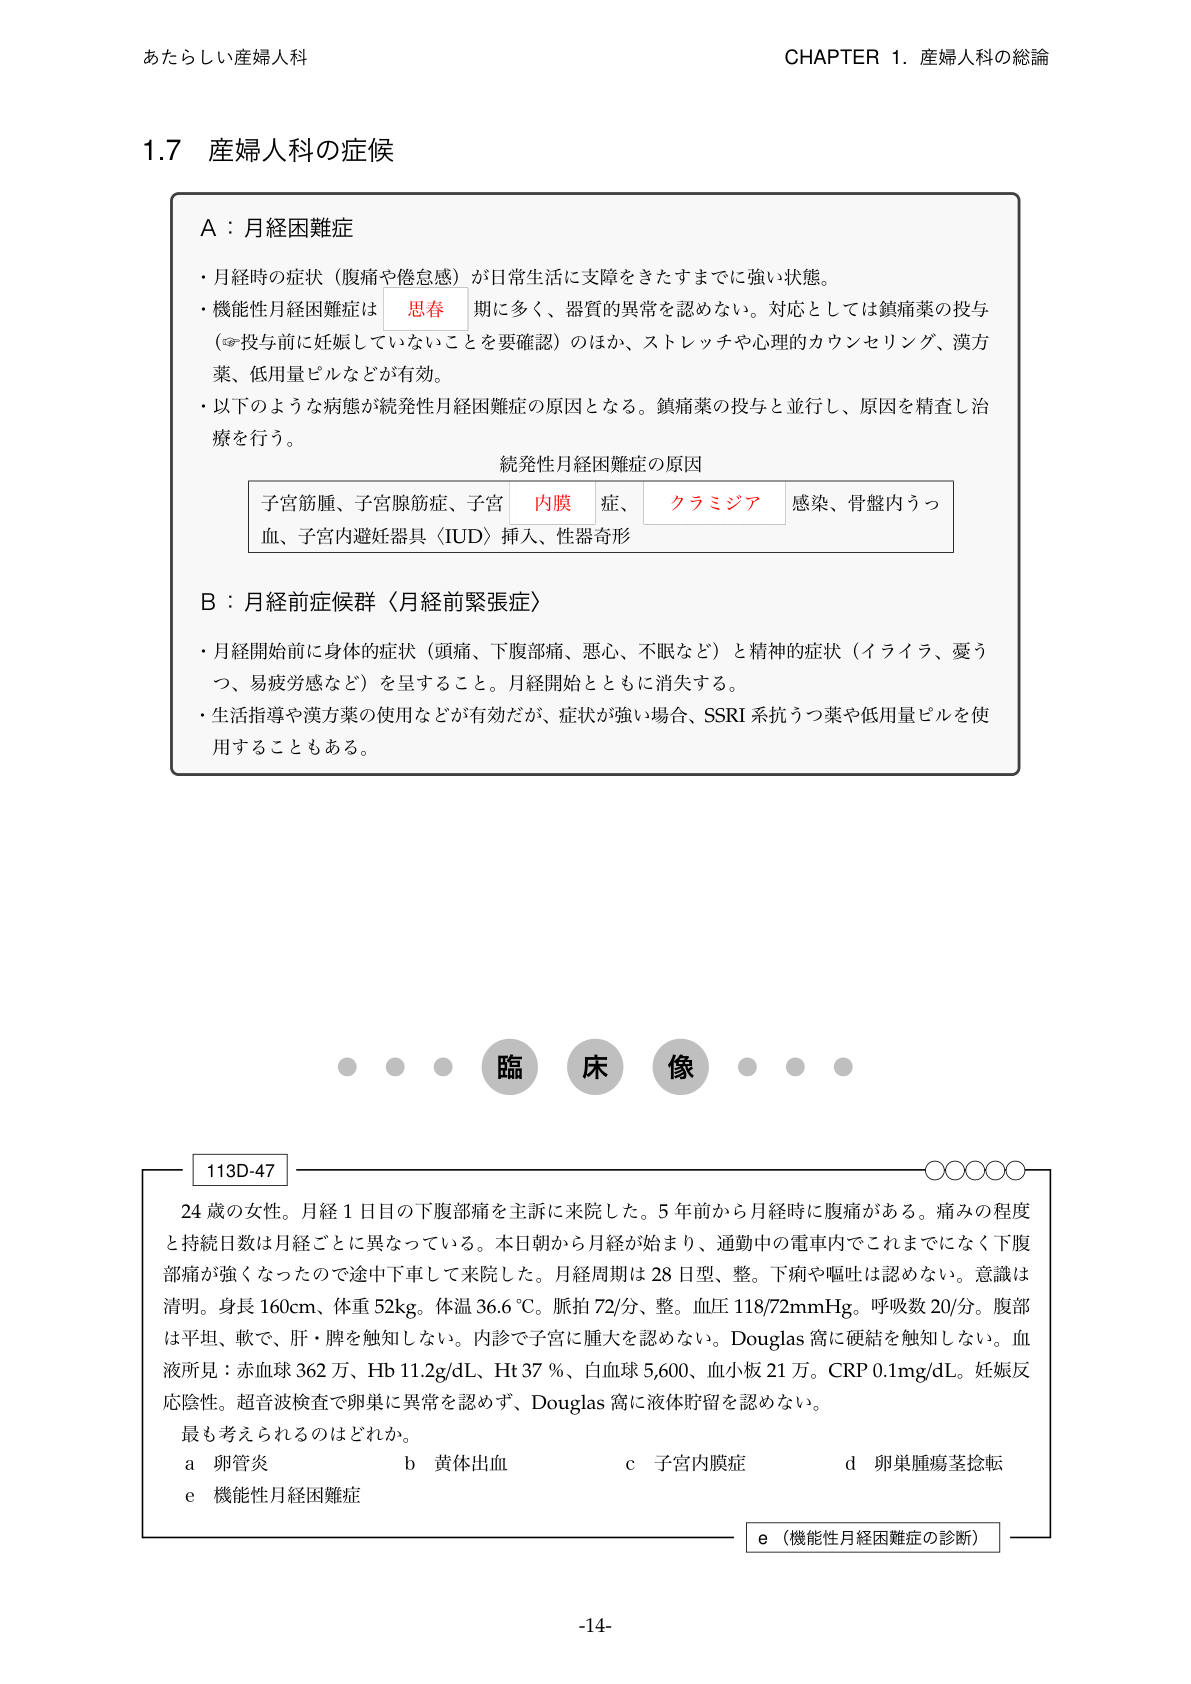 あたらしい産婦人科
CHAPTER 1. 産婦人科の総論
1.7 産婦人科の症候
A：月経困難症
・月経時の症状（腹痛や倦怠感）が日常生活に支障をきたすまでに強い状態。
・機能性月経困難症は 思春 期に多く、器質的異常を認めない。対応としては鎮痛薬の投与
（☞投与前に妊娠していないことを要確認）のほか、ストレッチや心理的カウンセリング、漢方
薬、低用量ピルなどが有効。
・以下のような病態が続発性月経困難症の原因となる。鎮痛薬の投与と並行し、原因を精査し治
療を行う。
続発性月経困難症の原因
子宮筋腫、子宮腺筋症、子宮 内膜 症、 クラミジア 感染、骨盤内うっ
血、子宮内避妊器具〈IUD〉挿入、性器奇形
B：月経前症候群〈月経前緊張症〉
・月経開始前に身体的症状（頭痛、下腹部痛、悪心、不眠など）と精神的症状（イライラ、憂う
つ、易疲労感など）を呈すること。月経開始とともに消失する。
・生活指導や漢方薬の使用などが有効だが、症状が強い場合、SSRI 系抗うつ薬や低用量ピルを使
用することもある。
臨 床 像
113D-47
24 歳の女性。月経 1 日目の下腹部痛を主訴に来院した。5 年前から月経時に腹痛がある。痛みの程度
と持続日数は月経ごとに異なっている。本日朝から月経が始まり、通勤中の電車内でこれまでになく下腹
部痛が強くなったので途中下車して来院した。月経周期は 28 日型、整。下痢や嘔吐は認めない。意識は
清明。身長 160cm、体重 52kg。体温 36.6 ℃。脈拍 72/分、整。血圧 118/72mmHg。呼吸数 20/分。腹部
は平坦、軟で、肝・脾を触知しない。内診で子宮に腫大を認めない。Douglas 窩に硬結を触知しない。血
液所見：赤血球 362 万、Hb 11.2g/dL、Ht 37 %、白血球 5,600、血小板 21 万。CRP 0.1mg/dL。妊娠反
応陰性。超音波検査で卵巣に異常を認めず、Douglas 窩に液体貯留を認めない。
最も考えられるのはどれか。
a 卵管炎 b 黄体出血 c 子宮内膜症 d 卵巣腫瘍茎捻転
e 機能性月経困難症
e （機能性月経困難症の診断）
-14-